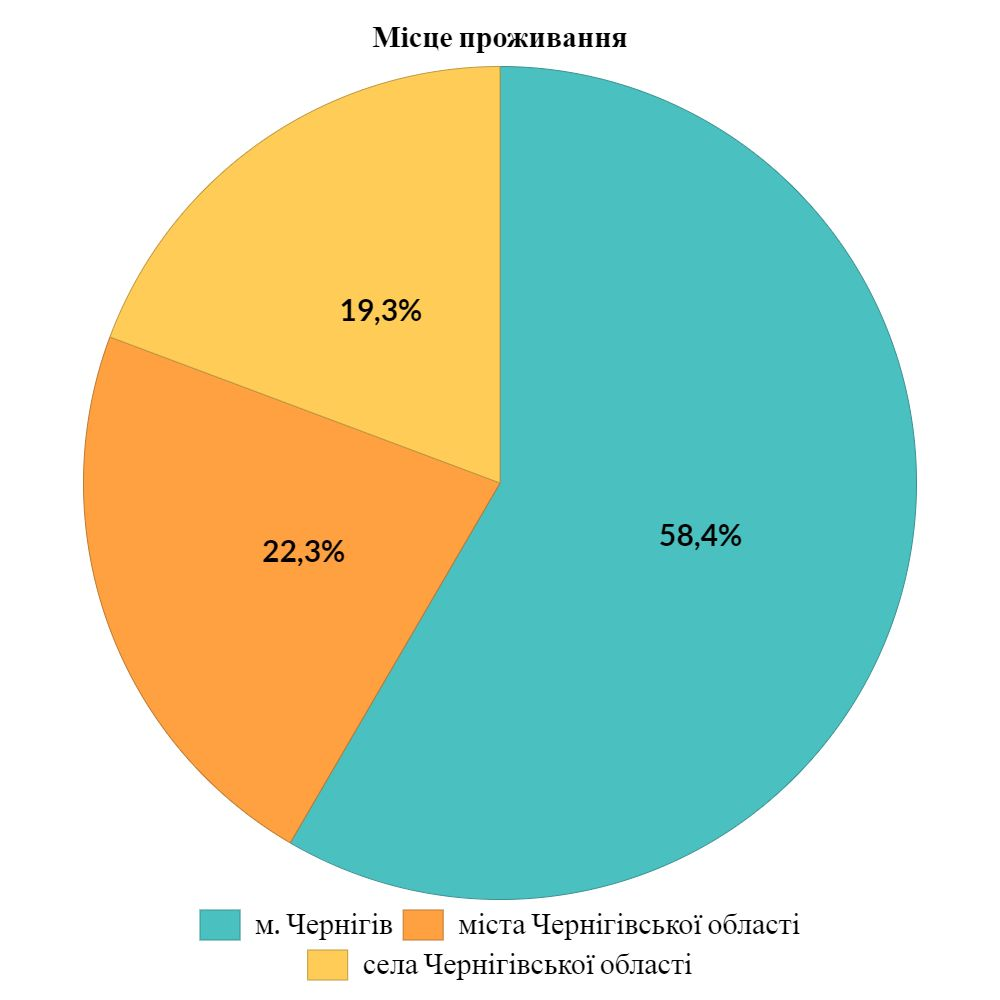 Місце проживання
19,3%
58,4%
22,3%
м. Чернігів
міста Чернігівської області
села Чернігівської області